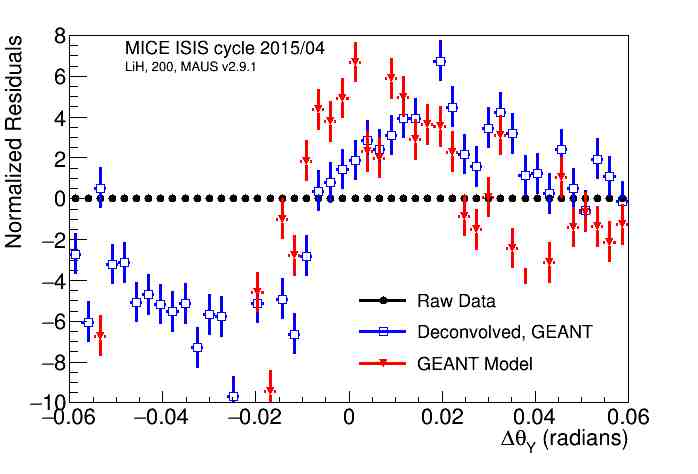 MICE ISIS cycle 2015/04
LiH, 200, MAUS v2.9.1
Normalized Residuals
8
6
4
2
0
−2
−4
−6
−8
−10
Raw Data
Deconvolved, GEANT
GEANT Model
−0.06 −0.04 −0.02 0 0.02 0.04 0.06
Δθ_Y (radians)